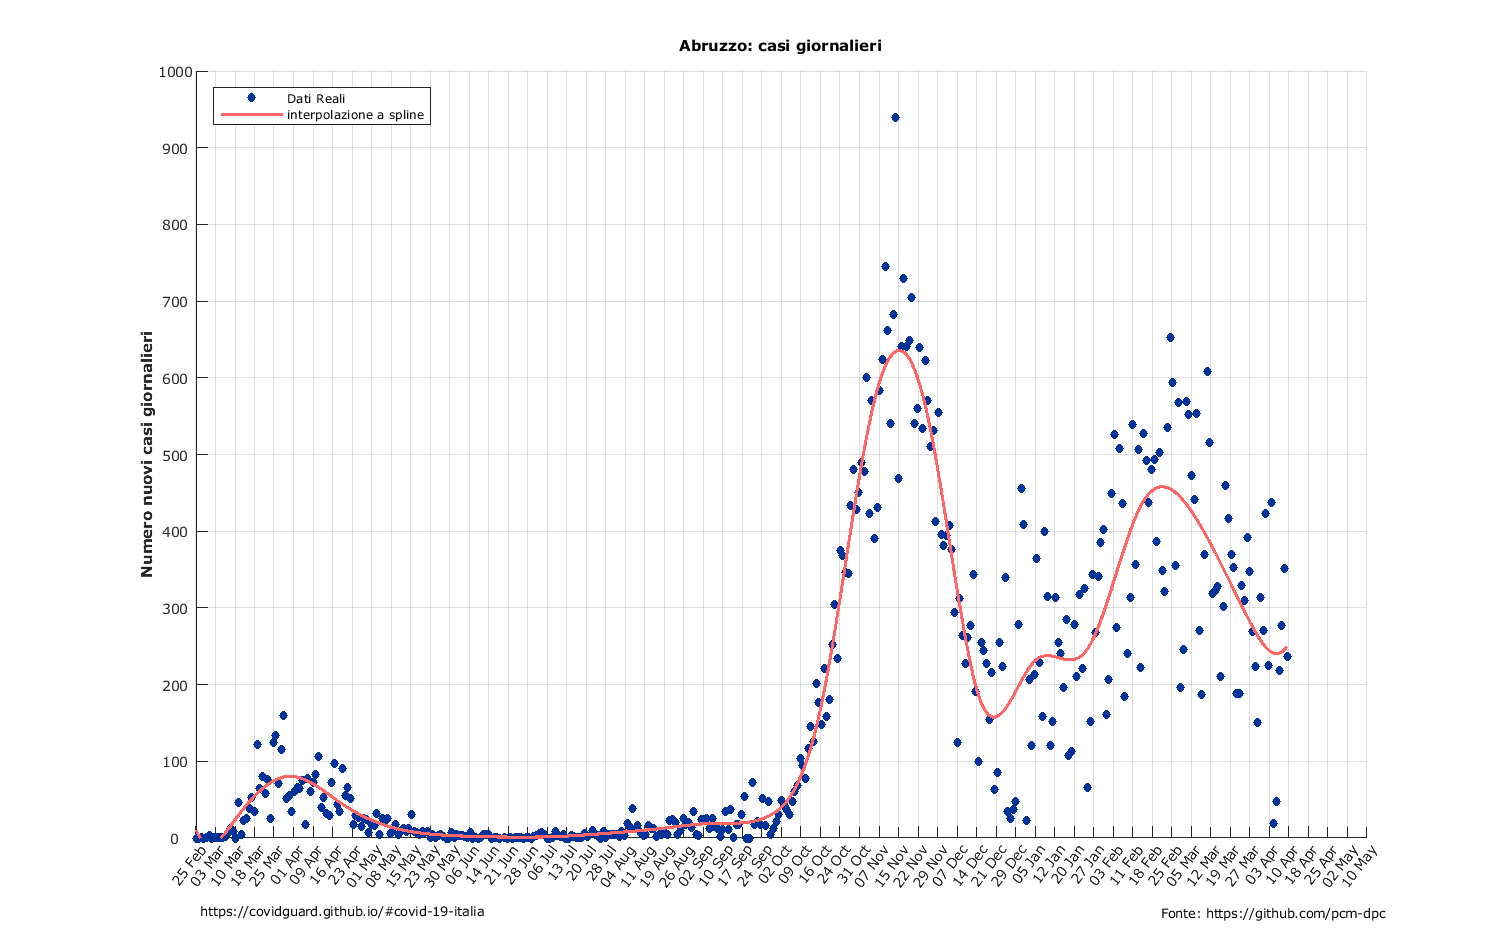 Abruzzo: casi giornalieri
Dati Reali
interpolazione a spline
Numero nuovi casi giornalieri
1000
900
800
700
600
500
400
300
200
100
0
25 Feb
03 Mar
10 Mar
18 Mar
25 Mar
01 Apr
09 Apr
16 Apr
23 Apr
01 May
08 May
15 May
23 May
30 May
06 Jun
14 Jun
21 Jun
28 Jun
06 Jul
13 Jul
20 Jul
28 Jul
04 Aug
11 Aug
19 Aug
26 Aug
02 Sep
10 Sep
17 Sep
24 Sep
02 Oct
09 Oct
16 Oct
24 Oct
31 Oct
07 Nov
15 Nov
22 Nov
29 Nov
07 Dec
14 Dec
21 Dec
29 Dec
05 Jan
12 Jan
20 Jan
27 Jan
03 Feb
11 Feb
18 Feb
25 Feb
05 Mar
12 Mar
19 Mar
27 Mar
03 Apr
10 Apr
18 Apr
25 Apr
02 May
10 May
https://covidguard.github.io/#covid-19-italia
Fonte: https://github.com/pcm-dpc